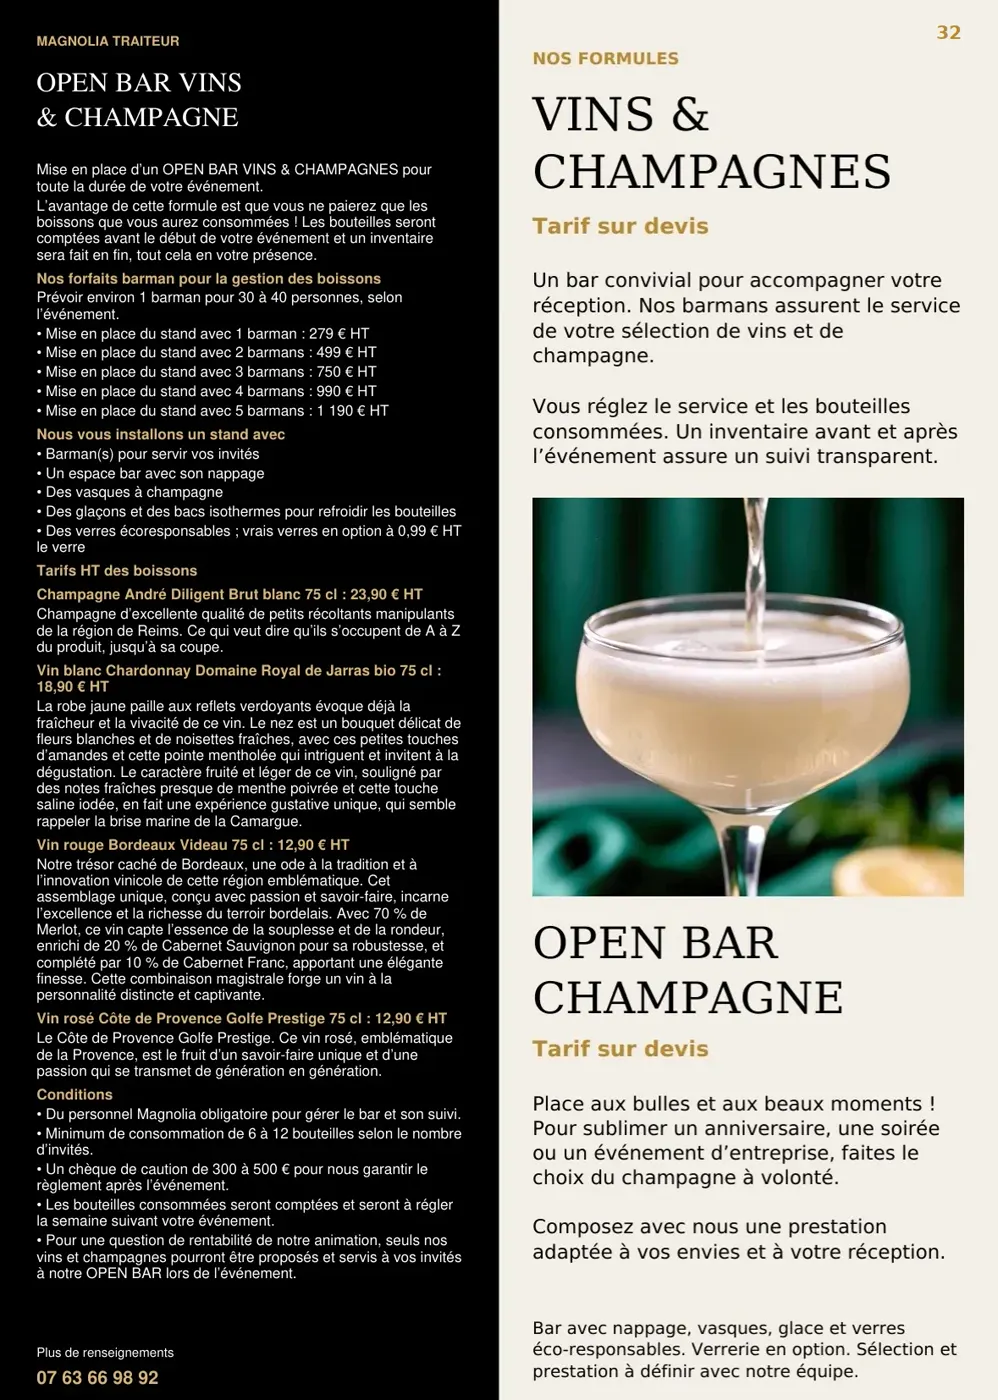 MAGNOLIA TRAITEUR
OPEN BAR VINS
& CHAMPAGNE
Mise en place d’un OPEN BAR VINS & CHAMPAGNES pour
toute la durée de votre événement.
L’avantage de cette formule est que vous ne paierez que les
boissons que vous aurez consommées ! Les bouteilles seront
comptées avant le début de votre événement et un inventaire
sera fait en fin, tout cela en votre présence.
Nos forfaits barman pour la gestion des boissons
Prévoir environ 1 barman pour 30 à 40 personnes, selon
l’événement.
• Mise en place du stand avec 1 barman : 279 € HT
• Mise en place du stand avec 2 barmans : 499 € HT
• Mise en place du stand avec 3 barmans : 750 € HT
• Mise en place du stand avec 4 barmans : 990 € HT
• Mise en place du stand avec 5 barmans : 1 190 € HT
Nous vous installons un stand avec
• Barman(s) pour servir vos invités
• Un espace bar avec son nappage
• Des vasques à champagne
• Des glaçons et des bacs isothermes pour refroidir les bouteilles
• Des verres écoresponsables ; vrais verres en option à 0,99 € HT
le verre
Tarifs HT des boissons
Champagne André Diligent Brut blanc 75 cl : 23,90 € HT
Champagne d’excellente qualité de petits récoltants manipulants
de la région de Reims. Ce qui veut dire qu’ils s’occupent de A à Z
du produit, jusqu’à sa coupe.
Vin blanc Chardonnay Domaine Royal de Jarras bio 75 cl :
18,90 € HT
La robe jaune paille aux reflets verdoyants évoque déjà la
fraîcheur et la vivacité de ce vin. Le nez est un bouquet délicat de
fleurs blanches et de noisettes fraîches, avec ces petites touches
d’amandes et cette pointe mentholée qui intriguent et invitent à la
dégustation. Le caractère fruité et léger de ce vin, souligné par
des notes fraîches presque de menthe poivrée et cette touche
saline iodée, en fait une expérience gustative unique, qui semble
rappeler la brise marine de la Camargue.
Vin rouge Bordeaux Videau 75 cl : 12,90 € HT
Notre trésor caché de Bordeaux, une ode à la tradition et à
l’innovation vinicole de cette région emblématique. Cet
assemblage unique, conçu avec passion et savoir-faire, incarne
l’excellence et la richesse du terroir bordelais. Avec 70 % de
Merlot, ce vin capte l’essence de la souplesse et de la rondeur,
enrichi de 20 % de Cabernet Sauvignon pour sa robustesse, et
complété par 10 % de Cabernet Franc, apportant une élégante
finesse. Cette combinaison magistrale forge un vin à la
personnalité distincte et captivante.
Vin rosé Côte de Provence Golfe Prestige 75 cl : 12,90 € HT
Le Côte de Provence Golfe Prestige. Ce vin rosé, emblématique
de la Provence, est le fruit d’un savoir-faire unique et d’une
passion qui se transmet de génération en génération.
Conditions
• Du personnel Magnolia obligatoire pour gérer le bar et son suivi.
• Minimum de consommation de 6 à 12 bouteilles selon le nombre
d’invités.
• Un chèque de caution de 300 à 500 € pour nous garantir le
règlement après l’événement.
• Les bouteilles consommées seront comptées et seront à régler
la semaine suivant votre événement.
• Pour une question de rentabilité de notre animation, seuls nos
vins et champagnes pourront être proposés et servis à vos invités
à notre OPEN BAR lors de l’événement.
Plus de renseignements
07 63 66 98 92
32
NOS FORMULES
VINS &
CHAMPAGNES
Tarif sur devis
Un bar convivial pour accompagner votre
réception. Nos barmans assurent le service
de votre sélection de vins et de
champagne.
Vous réglez le service et les bouteilles
consommées. Un inventaire avant et après
l’événement assure un suivi transparent.
OPEN BAR
CHAMPAGNE
Tarif sur devis
Place aux bulles et aux beaux moments !
Pour sublimer un anniversaire, une soirée
ou un événement d’entreprise, faites le
choix du champagne à volonté.
Composez avec nous une prestation
adaptée à vos envies et à votre réception.
Bar avec nappage, vasques, glace et verres
éco-responsables. Verrerie en option. Sélection et
prestation à définir avec notre équipe.